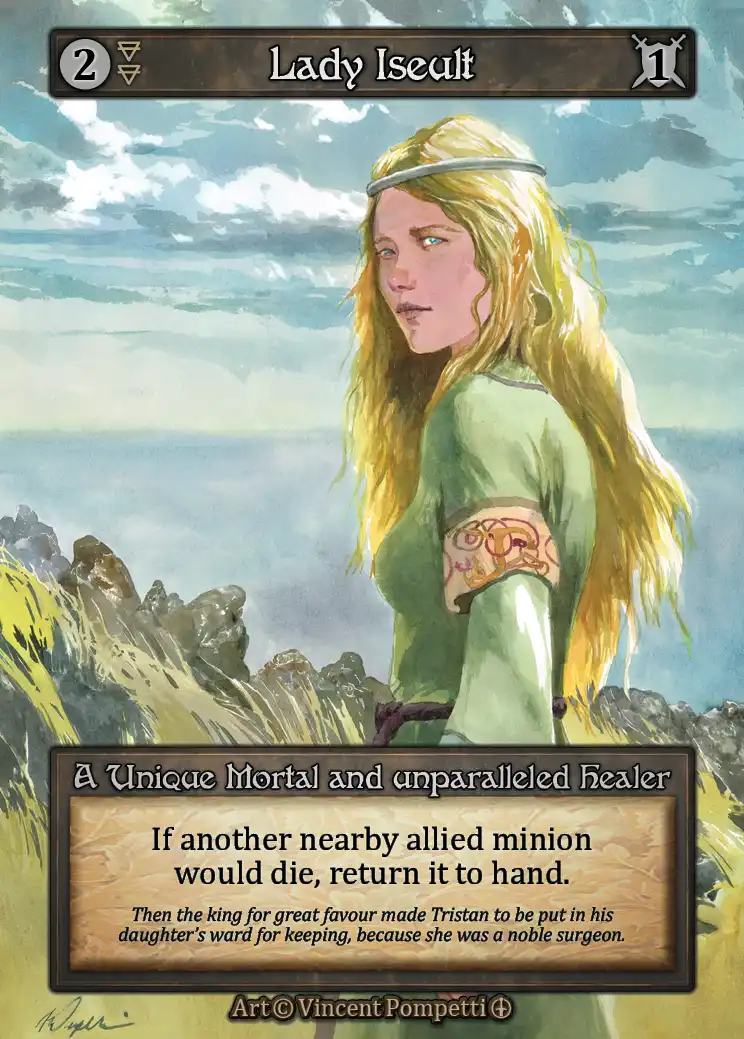 2
Lady Iseult
1
A Unique Mortal and unparalleled Healer
If another nearby allied minion
would die, return it to hand.
Then the king for great favour made Tristan to be put in his
daughter's ward for keeping, because she was a noble surgeon.
Art © Vincent Pompetti